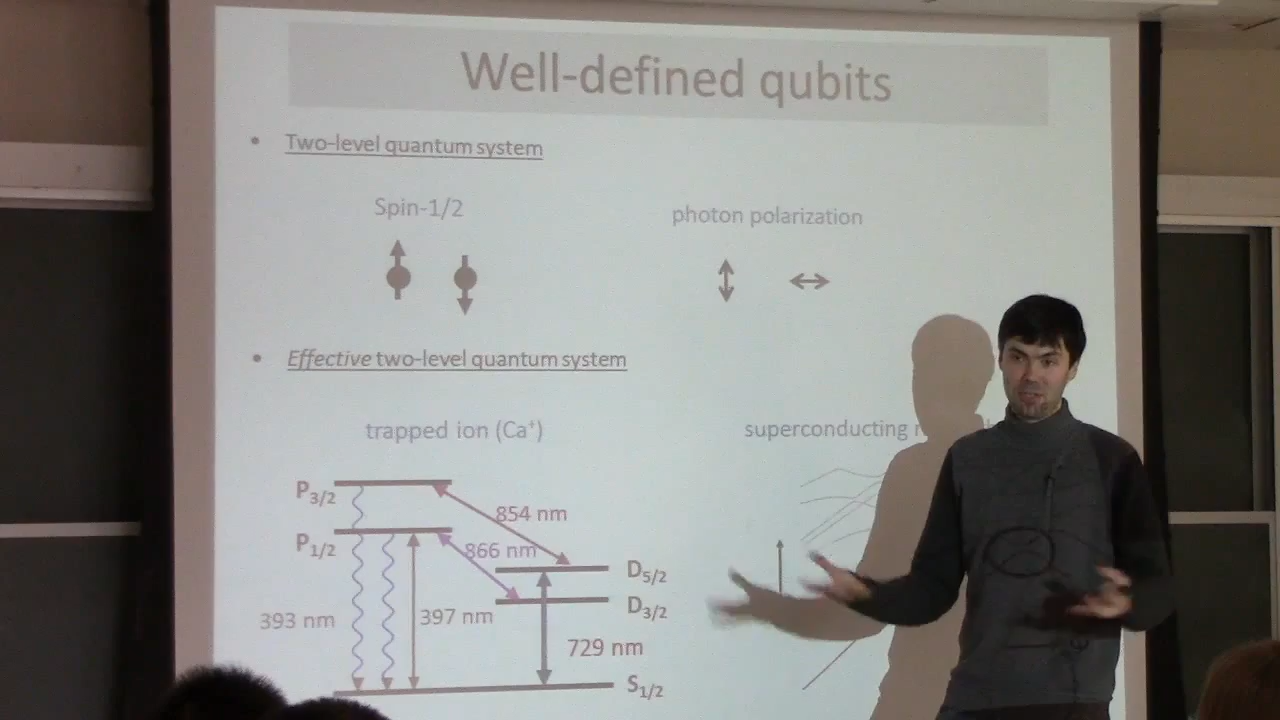 Well-defined qubits
• Two-level quantum system
Spin-1/2
photon polarization
• Effective two-level quantum system
trapped ion (Ca⁺)
superconducting
P3/2
854 nm
P1/2
866 nm
D5/2
D3/2
393 nm
397 nm
729 nm
S1/2